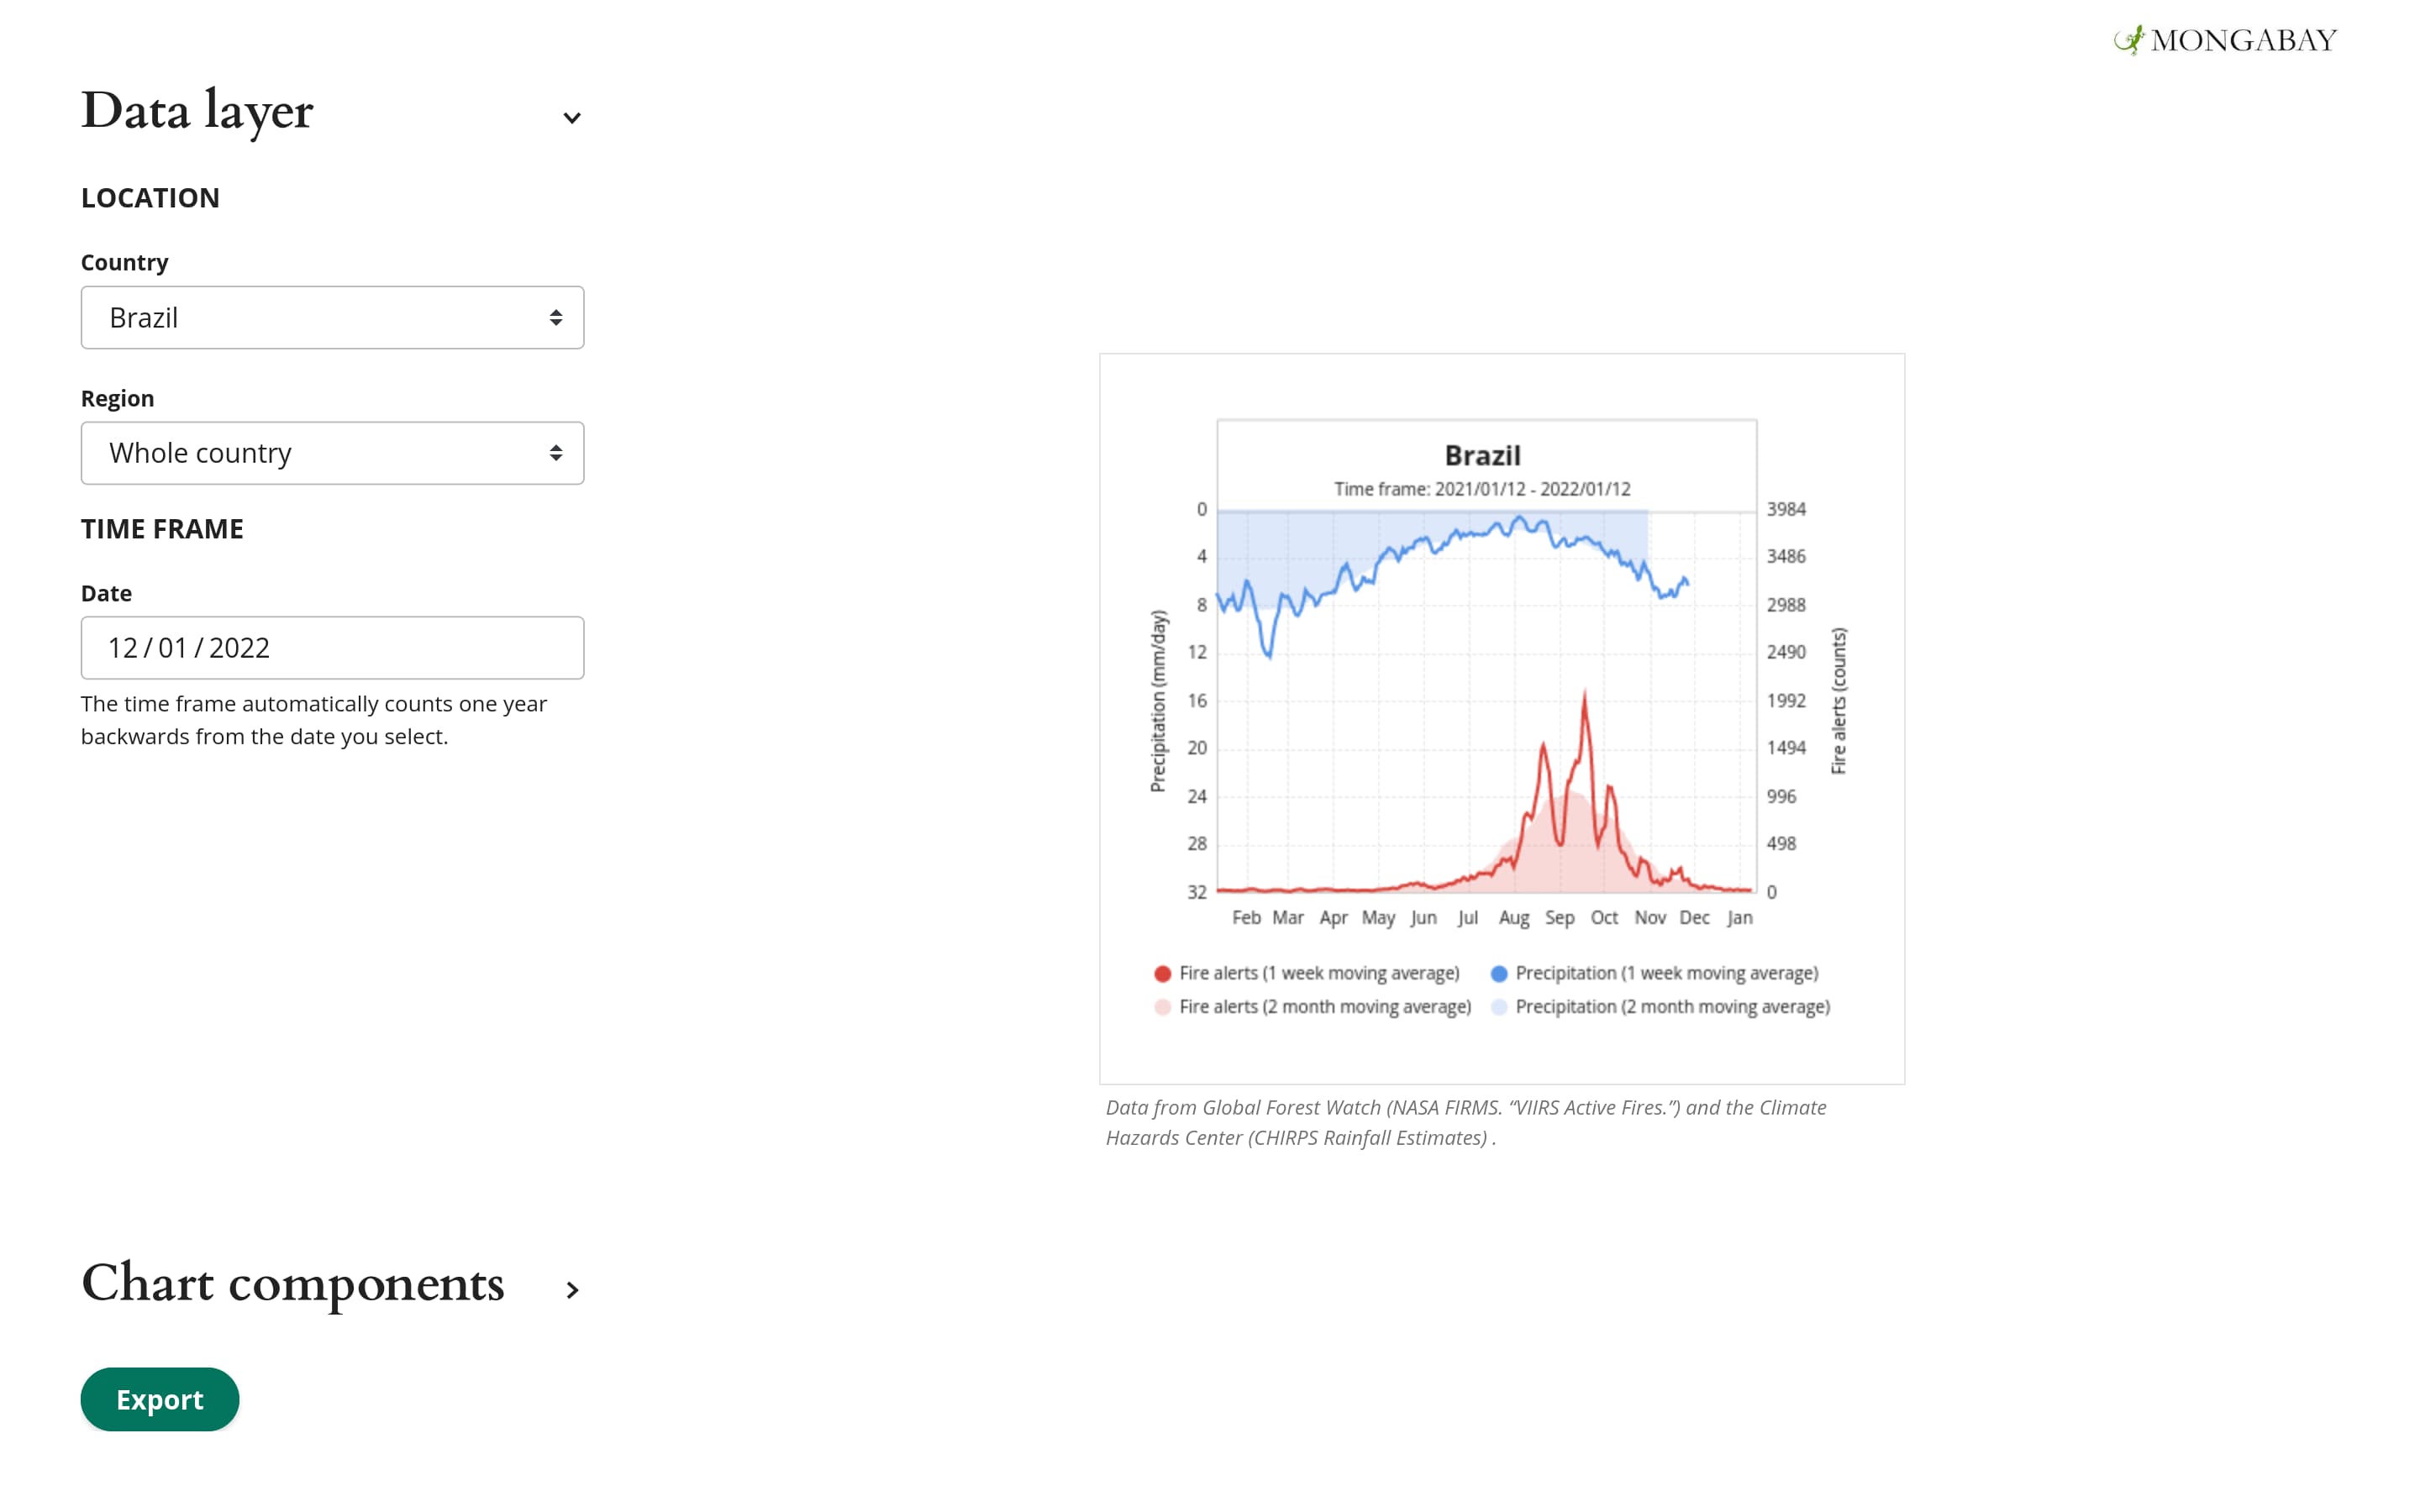 MONGABAY
Data layer
LOCATION
Country
Brazil
Region
Whole country
TIME FRAME
Date
12 / 01 / 2022
The time frame automatically counts one year
backwards from the date you select.
Brazil
Time frame: 2021/01/12 - 2022/01/12
0
4
8
12
16
20
24
28
32
Precipitation (mm/day)
3984
3486
2988
2490
1992
1494
996
498
0
Fire alerts (counts)
Feb Mar Apr May Jun Jul Aug Sep Oct Nov Dec Jan
Fire alerts (1 week moving average) Precipitation (1 week moving average)
Fire alerts (2 month moving average) Precipitation (2 month moving average)
Data from Global Forest Watch (NASA FIRMS. “VIIRS Active Fires.”) and the Climate
Hazards Center (CHIRPS Rainfall Estimates) .
Chart components
Export